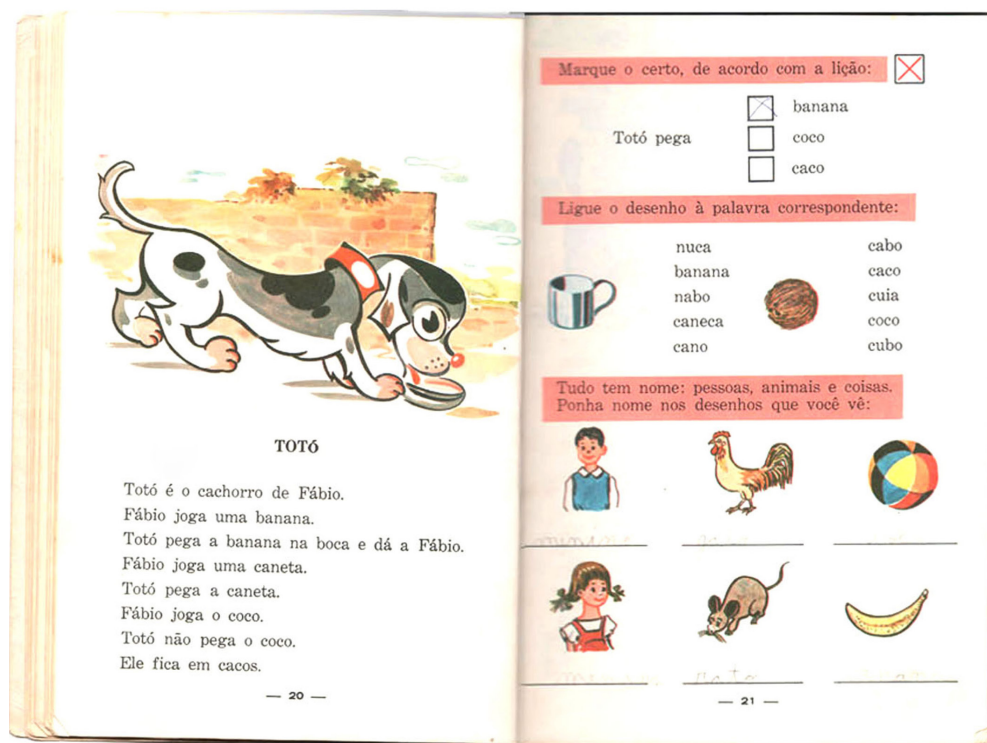 TOTÓ
Totó é o cachorro de Fábio.
Fábio joga uma banana.
Totó pega a banana na boca e dá a Fábio.
Fábio joga uma caneta.
Totó pega a caneta.
Fábio joga o coco.
Totó não pega o coco.
Ele fica em cacos.
— 20 —
Marque o certo, de acordo com a lição:
banana
Totó pega
coco
caco
Ligue o desenho à palavra correspondente:
nuca
banana
nabo
caneca
cano
cabo
caco
cuia
coco
cubo
Tudo tem nome: pessoas, animais e coisas.
Ponha nome nos desenhos que você vê:
rato
— 21 —